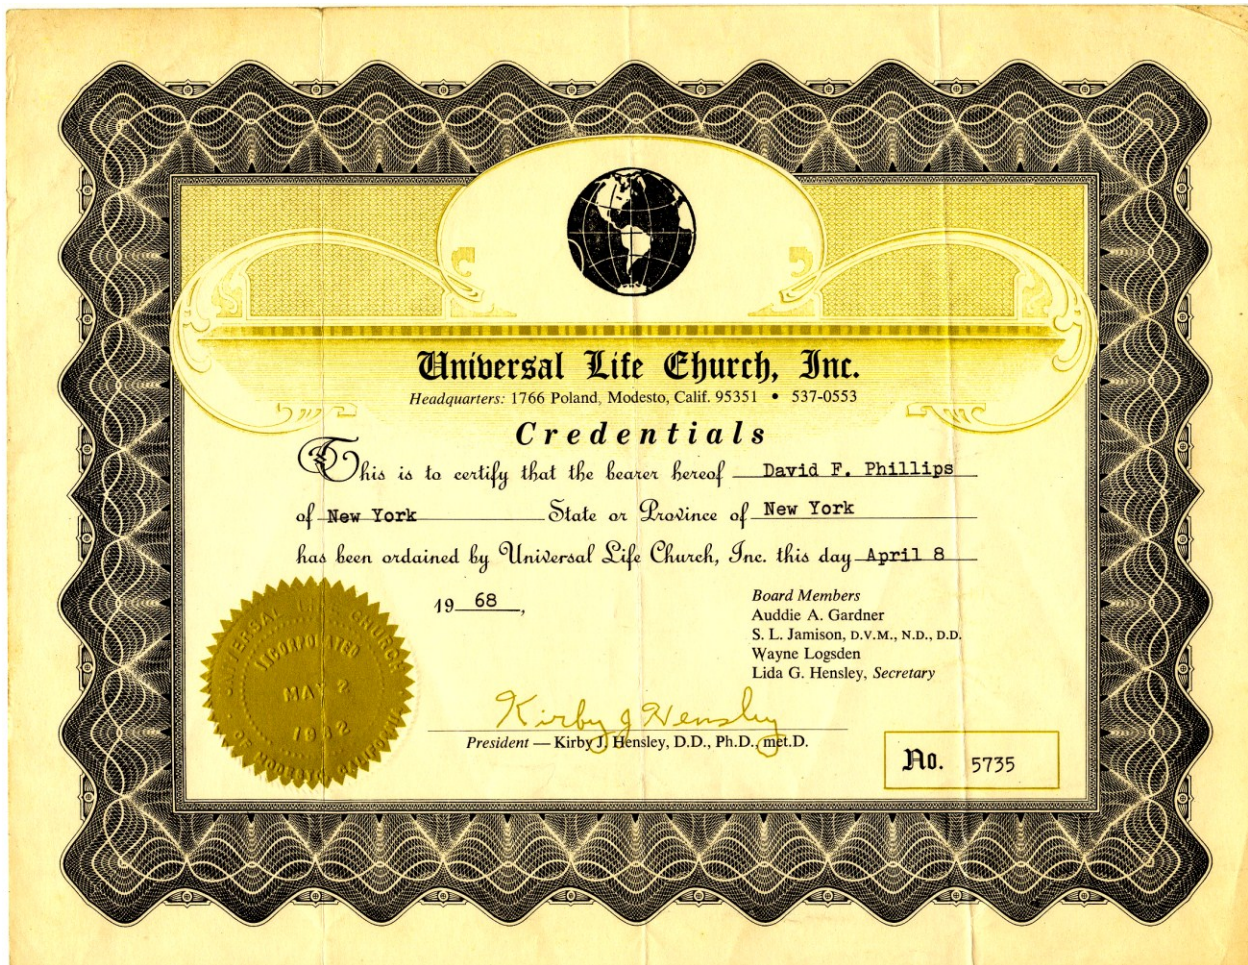 Universal Life Church, Inc.
Headquarters: 1766 Poland, Modesto, Calif. 95351 • 537-0553
Credentials
This is to certify that the bearer hereof David F. Phillips
of New York State or Province of New York
has been ordained by Universal Life Church, Inc. this day April 8
19 68,
Board Members
Auddie A. Gardner
S. L. Jamison, D.V.M., N.D., D.D.
Wayne Logsden
Lida G. Hensley, Secretary
UNIVERSAL LIFE CHURCH
INCORPORATED
MAY 2
1962
OF MODESTO, CALIFORNIA
Kirby J Hensley
President — Kirby J. Hensley, D.D., Ph.D., met.D.
No. 5735